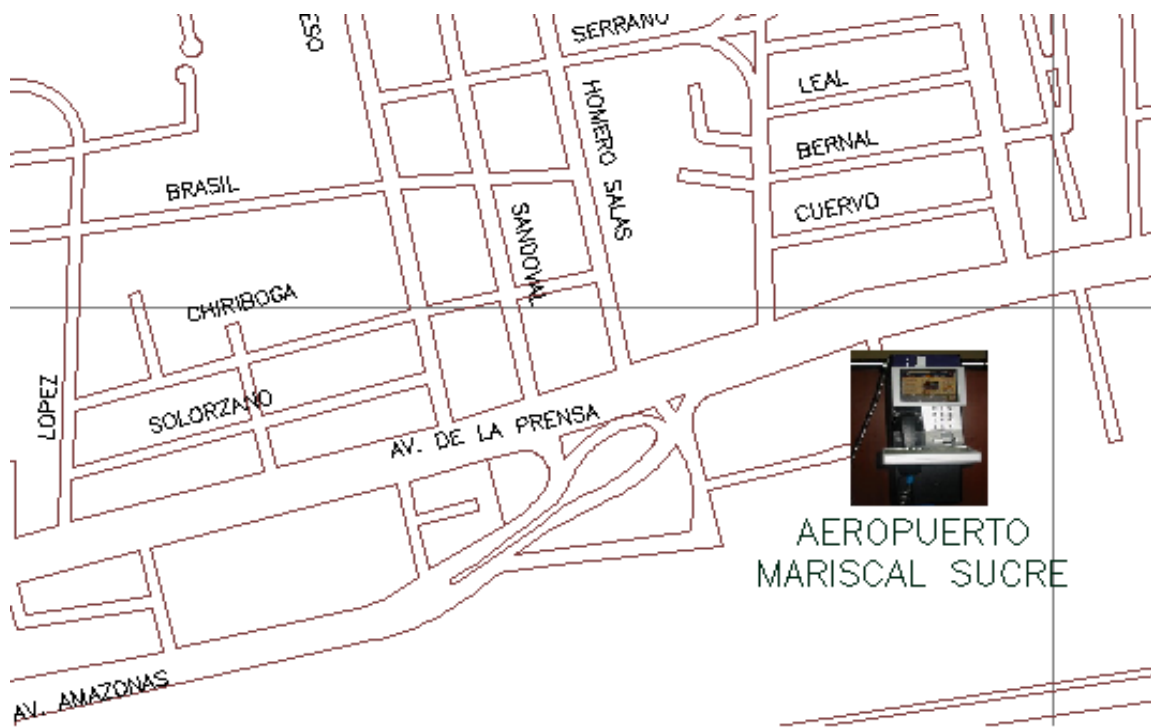 ESO
SERRANO
LEAL
HOMERO SALAS
BERNAL
BRASIL
CUERVO
SANDOVAL
CHIRIBOGA
LOPEZ
SOLORZANO
AV. DE LA PRENSA
AEROPUERTO
MARISCAL SUCRE
AV. AMAZONAS